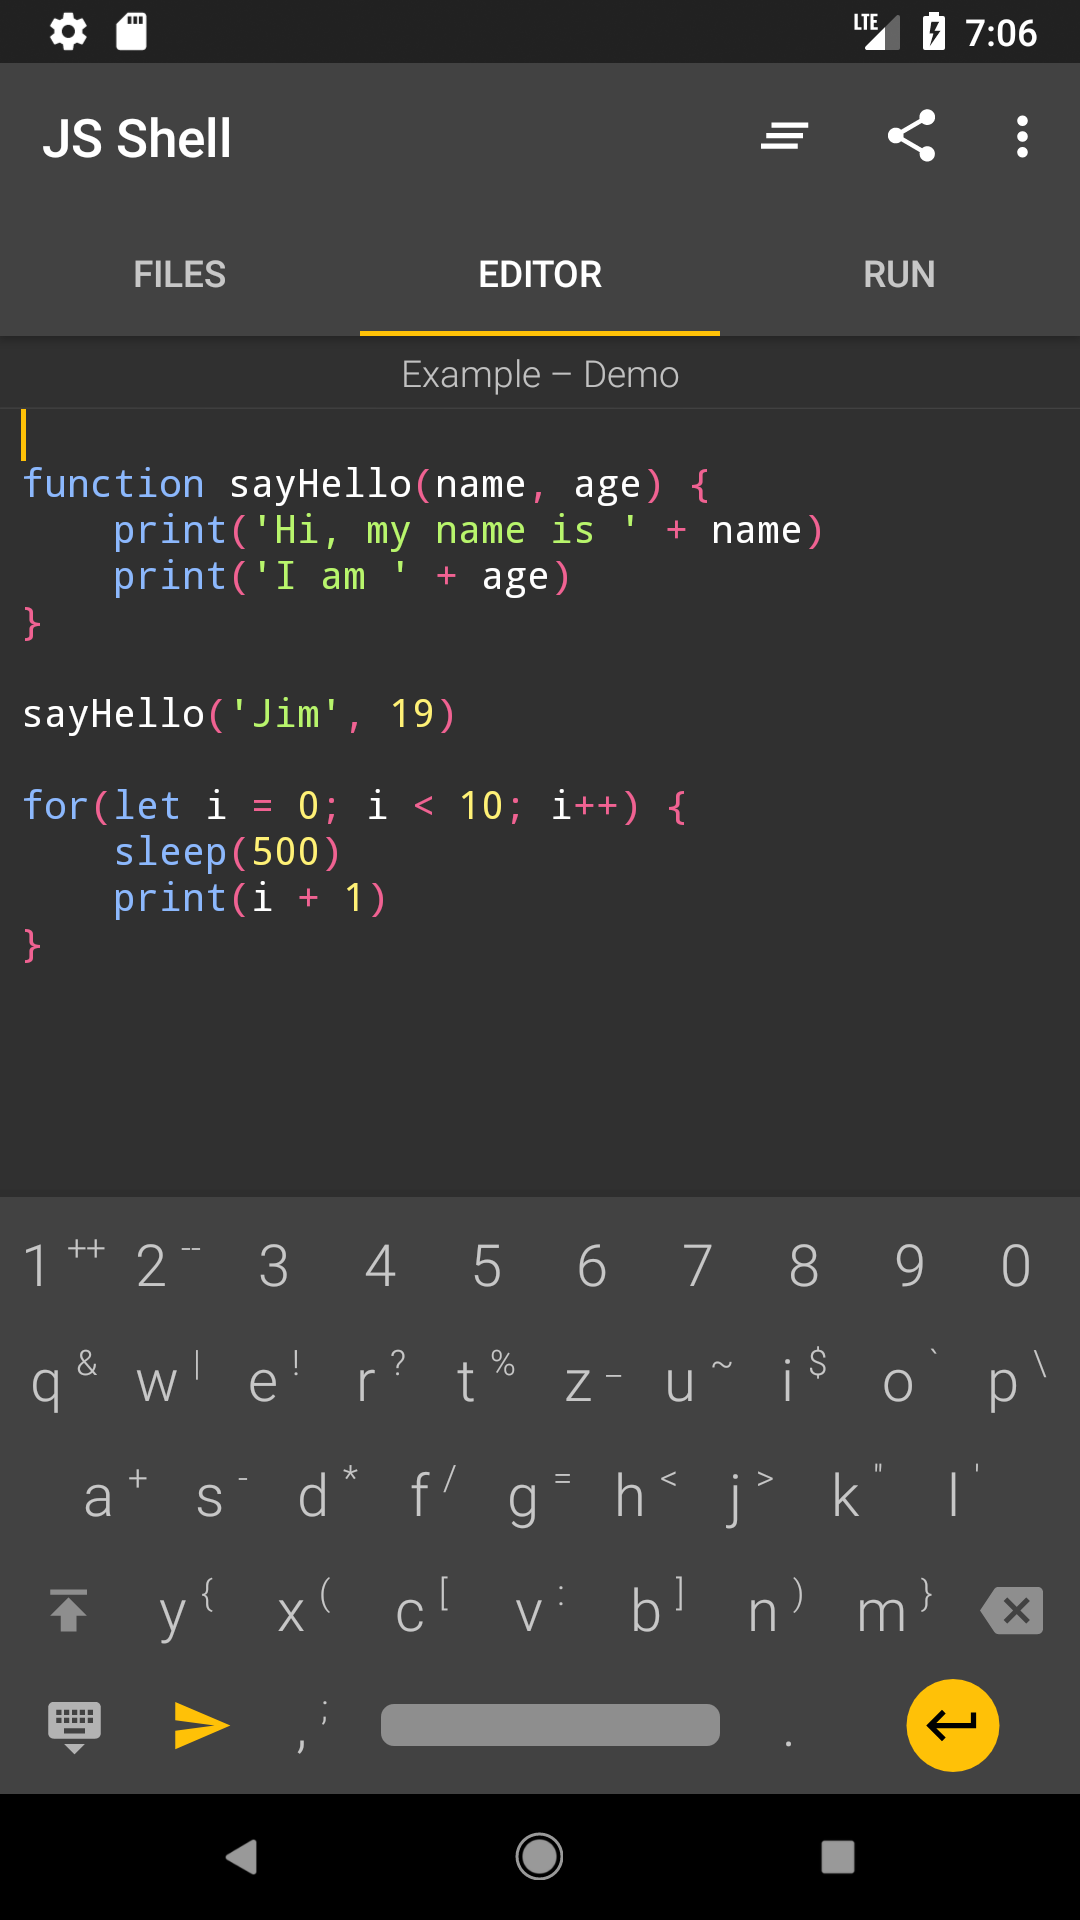 LTE 7:06
JS Shell
FILES EDITOR RUN
Example – Demo
function sayHello(name, age) {
    print('Hi, my name is ' + name)
    print('I am ' + age)
}
sayHello('Jim', 19)
for(let i = 0; i < 10; i++) {
    sleep(500)
    print(i + 1)
}
1 ++ 2 -- 3 4 5 6 7 8 9 0
q & w | e ! r ? t % z _ u ~ i $ o ` p \
a + s - d * f / g = h < j > k " l '
y { x ( c [ v : b ] n ) m }
, ; .